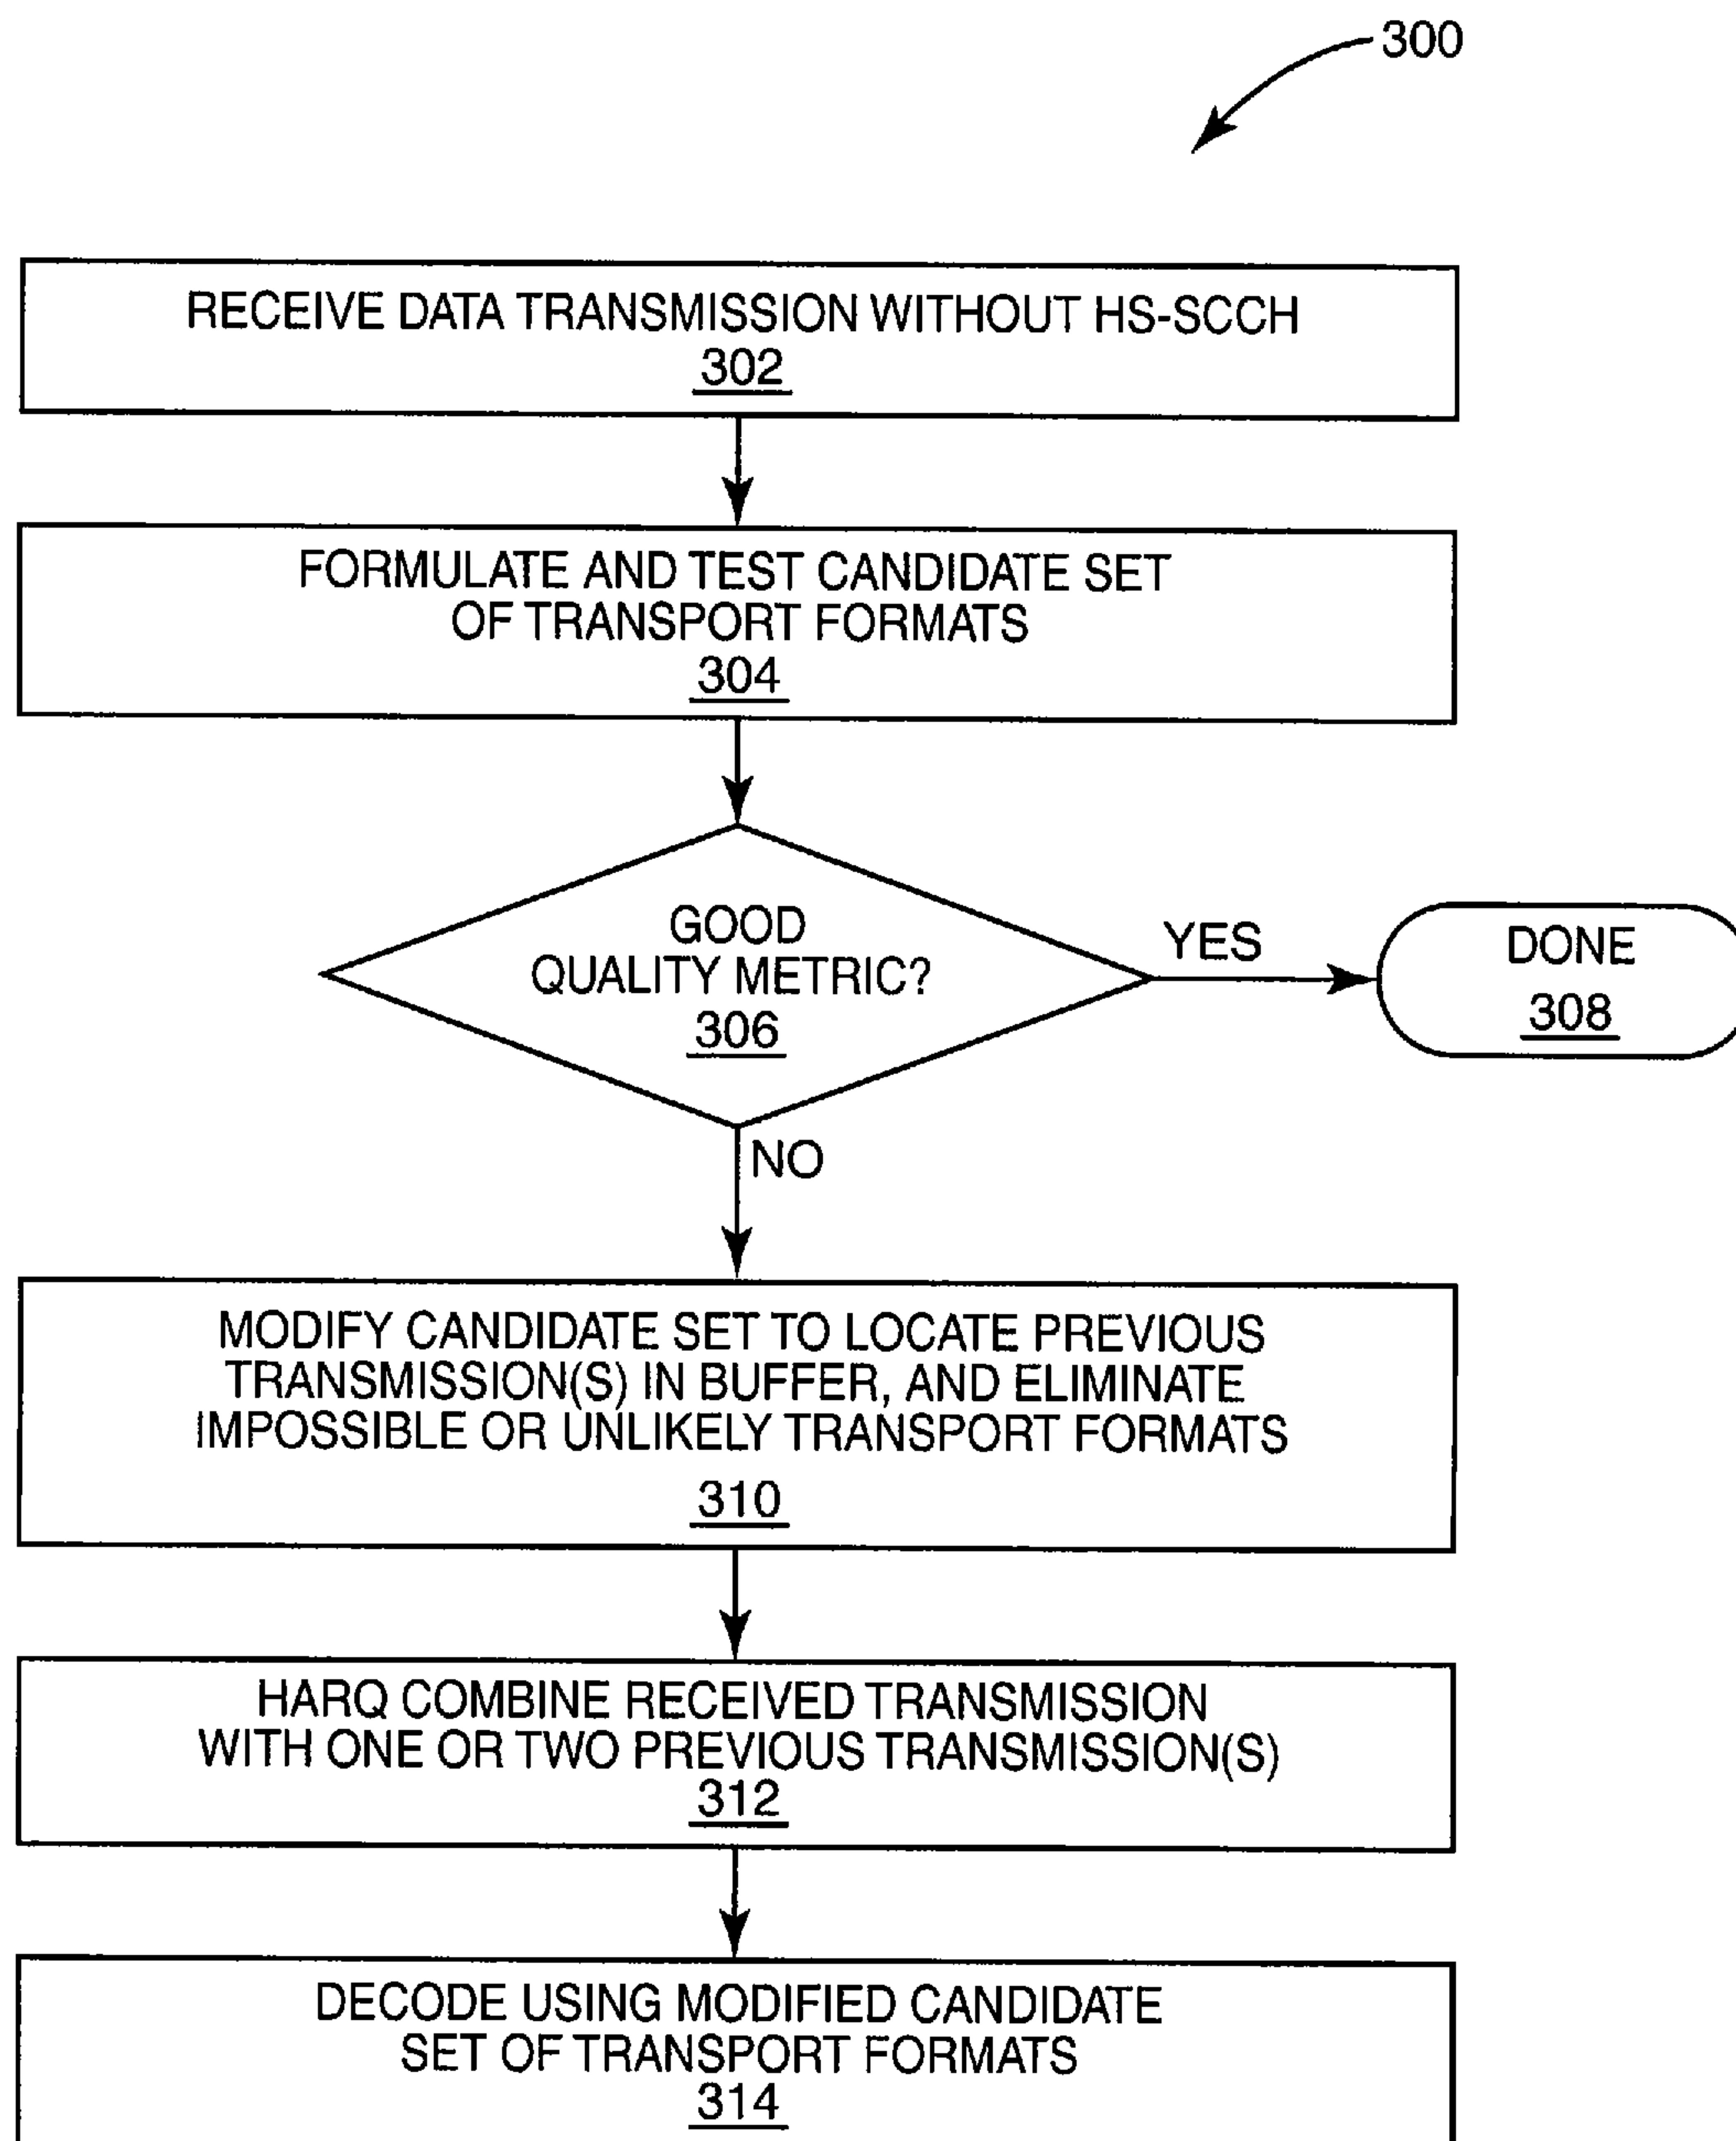 300
RECEIVE DATA TRANSMISSION WITHOUT HS-SCCH
302
FORMULATE AND TEST CANDIDATE SET
OF TRANSPORT FORMATS
304
GOOD
QUALITY METRIC?
306
YES
DONE
308
NO
MODIFY CANDIDATE SET TO LOCATE PREVIOUS
TRANSMISSION(S) IN BUFFER, AND ELIMINATE
IMPOSSIBLE OR UNLIKELY TRANSPORT FORMATS
310
HARQ COMBINE RECEIVED TRANSMISSION
WITH ONE OR TWO PREVIOUS TRANSMISSION(S)
312
DECODE USING MODIFIED CANDIDATE
SET OF TRANSPORT FORMATS
314